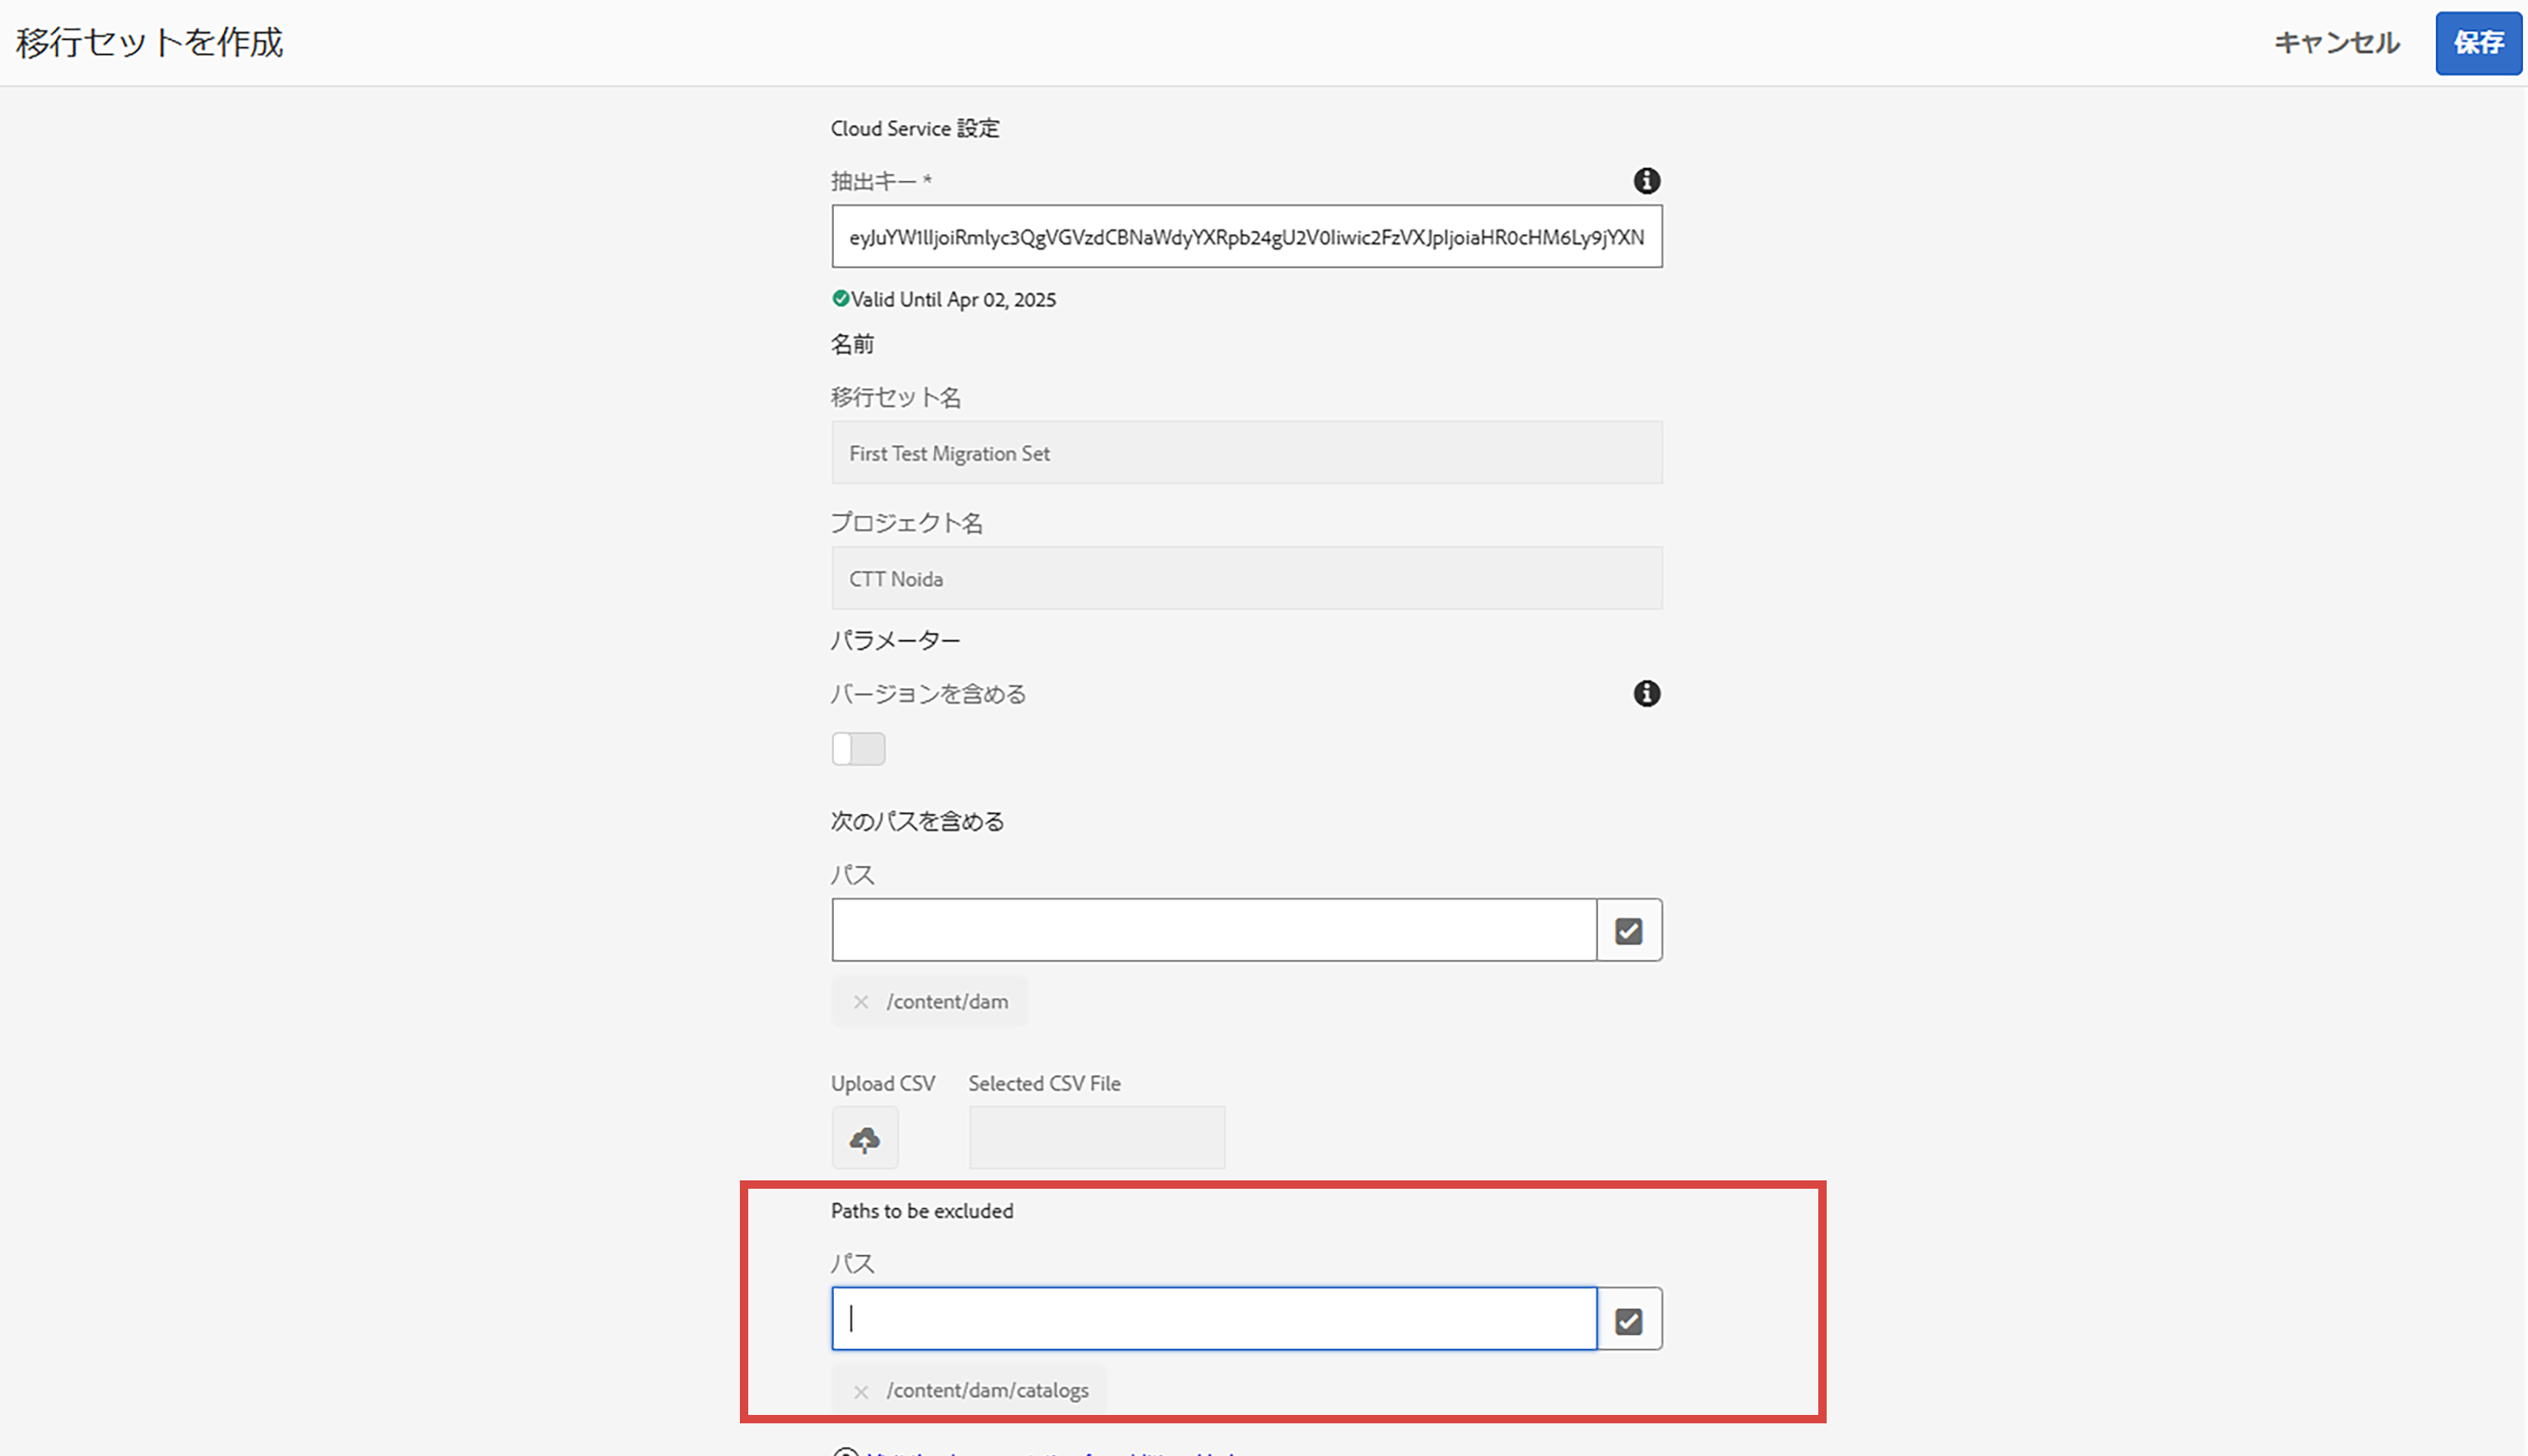 移行セットを作成
キャンセル
保存
Cloud Service 設定
抽出キー *
eyJuYW1lIjoiRmlyc3QgVGVzdCBNaWdyYXRpb24gU2V0Iiwic2FzVXJpIjoiaHR0cHM6Ly9jYXN
Valid Until Apr 02, 2025
名前
移行セット名
First Test Migration Set
プロジェクト名
CTT Noida
パラメーター
バージョンを含める
次のパスを含める
パス
/content/dam
Upload CSV
Selected CSV File
Paths to be excluded
パス
/content/dam/catalogs